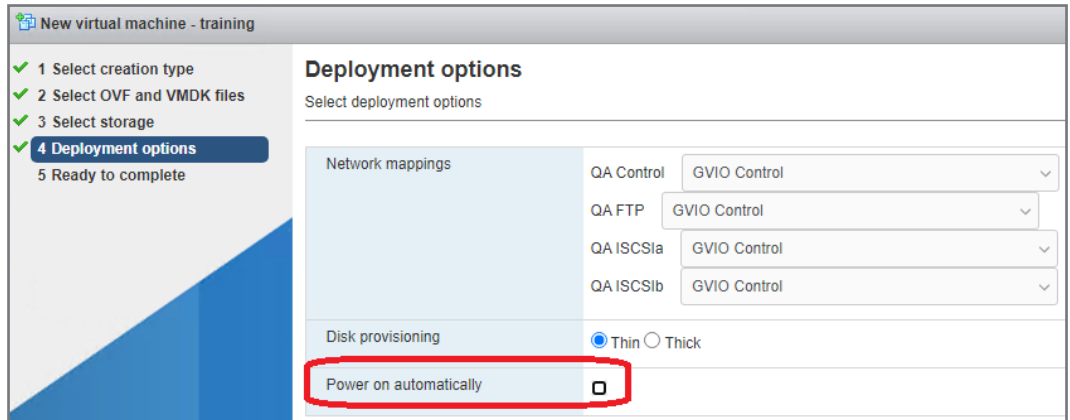 New virtual machine - training
1 Select creation type
2 Select OVF and VMDK files
3 Select storage
4 Deployment options
5 Ready to complete
Deployment options
Select deployment options
Network mappings
QA Control GVIO Control
QA FTP GVIO Control
QA ISCSIa GVIO Control
QA ISCSIb GVIO Control
Disk provisioning
Thin Thick
Power on automatically